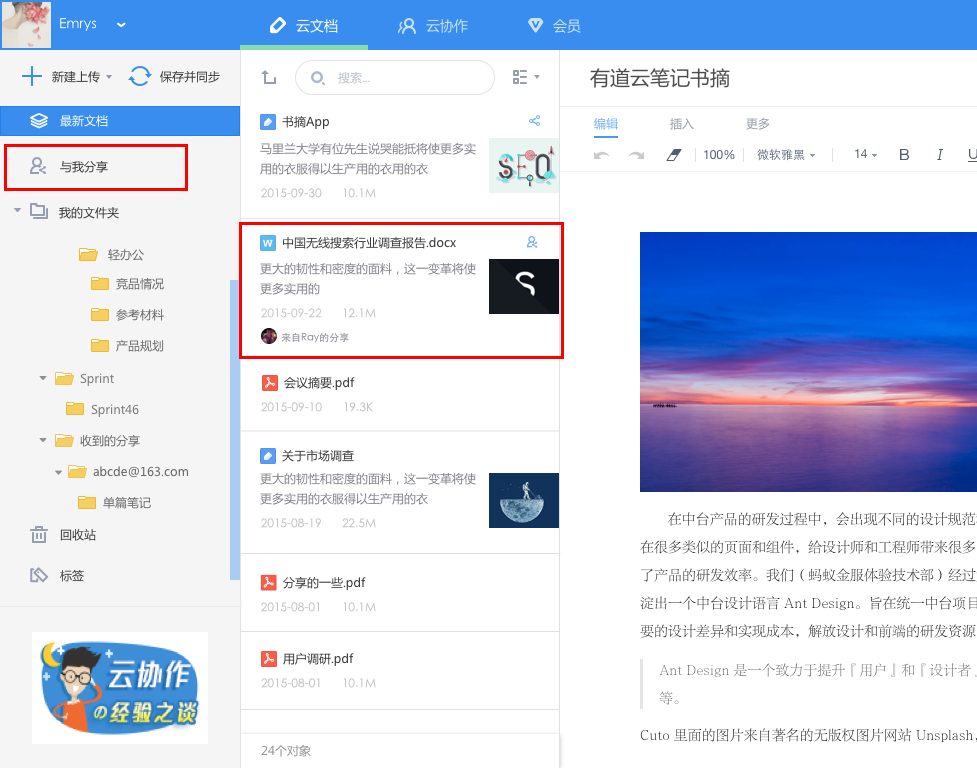 Emrys
云文档
云协作
会员
新建上传
保存并同步
搜索...
有道云笔记书摘
最新文档
与我分享
我的文件夹
轻办公
竞品情况
参考材料
产品规划
Sprint
Sprint46
收到的分享
abcde@163.com
单篇笔记
回收站
标签
云协作
の经验之谈
书摘App
马里兰大学有位先生说哭能抵将使更多实
用的衣服得以生产用的衣用的衣
2015-09-30 10.1M
SEO
W 中国无线搜索行业调查报告.docx
更大的韧性和密度的面料，这一变革将使
更多实用的
2015-09-22 12.1M
来自Ray的分享
会议摘要.pdf
2015-09-10 19.3K
关于市场调查
更大的韧性和密度的面料，这一变革将使
更多实用的衣服得以生产用的衣
2015-08-19 22.5M
分享的一些.pdf
2015-08-01 10.1M
用户调研.pdf
2015-08-01 10.1M
24个对象
编辑 插入 更多
100% 微软雅黑 14 B I U
在中台产品的研发过程中，会出现不同的设计规范
在很多类似的页面和组件，给设计师和工程师带来很多
了产品的研发效率。我们（蚂蚁金服体验技术部）经过
淀出一个中台设计语言 Ant Design。旨在统一中台项目
要的设计差异和实现成本，解放设计和前端的研发资源
Ant Design 是一个致力于提升『用户』和『设计者』
等。
Cuto 里面的图片来自著名的无版权图片网站 Unsplash，